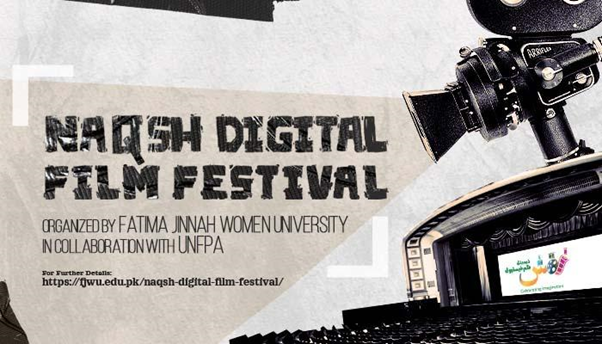 ARRIFLEX
NAQSH DIGITAL
FILM FESTIVAL
ORGANIZED BY FATIMA JINNAH WOMEN UNIVERSITY
IN COLLABORATION WITH UNFPA
For Further Details:
https://fjwu.edu.pk/naqsh-digital-film-festival/